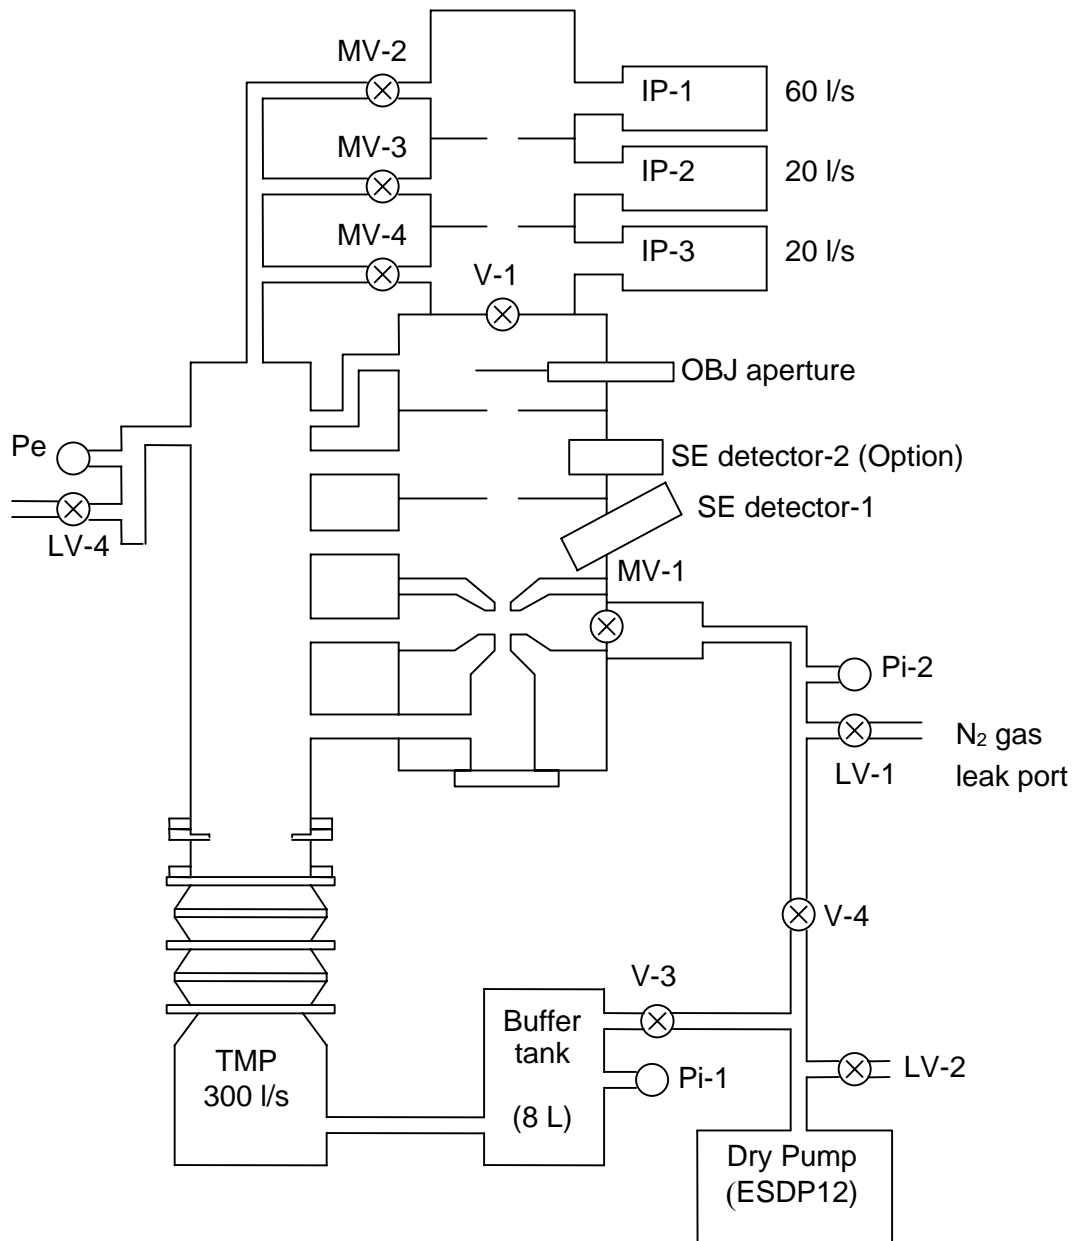 MV-2
IP-1
60 l/s
MV-3
IP-2
20 l/s
MV-4
IP-3
20 l/s
V-1
OBJ aperture
Pe
SE detector-2 (Option)
SE detector-1
LV-4
MV-1
Pi-2
N₂ gas
leak port
LV-1
V-4
V-3
Buffer
tank
(8 L)
TMP
300 l/s
Pi-1
LV-2
Dry Pump
(ESDP12)